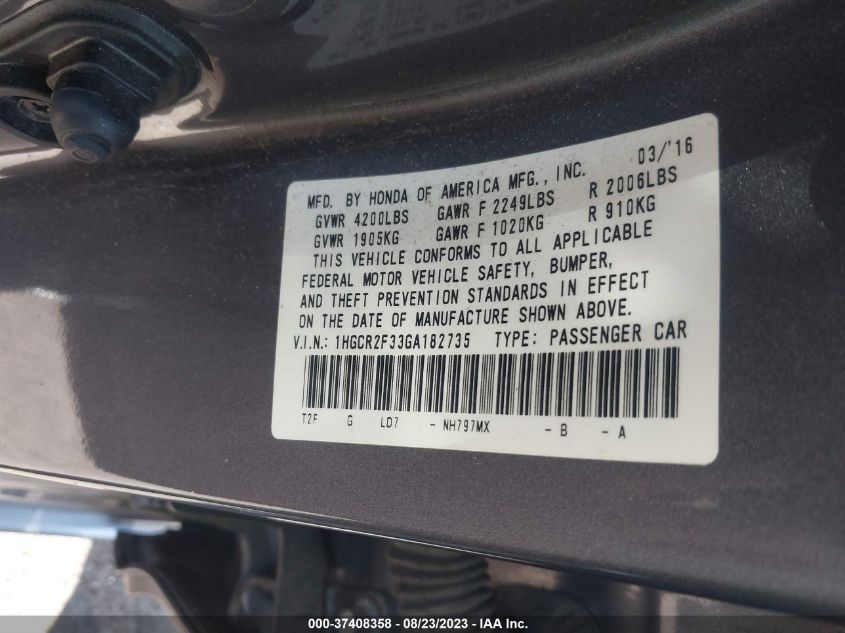 MFD. BY HONDA OF AMERICA MFG., INC. 03/'16
GVWR 4200LBS GAWR F 2249LBS R 2006LBS
GVWR 1905KG GAWR F 1020KG R 910KG
THIS VEHICLE CONFORMS TO ALL APPLICABLE
FEDERAL MOTOR VEHICLE SAFETY, BUMPER,
AND THEFT PREVENTION STANDARDS IN EFFECT
ON THE DATE OF MANUFACTURE SHOWN ABOVE.
V.I.N.: 1HGCR2F33GA182735 TYPE: PASSENGER CAR
T2F G LD7 - NH797MX - B - A
000-37408358 - 08/23/2023 - IAA Inc.